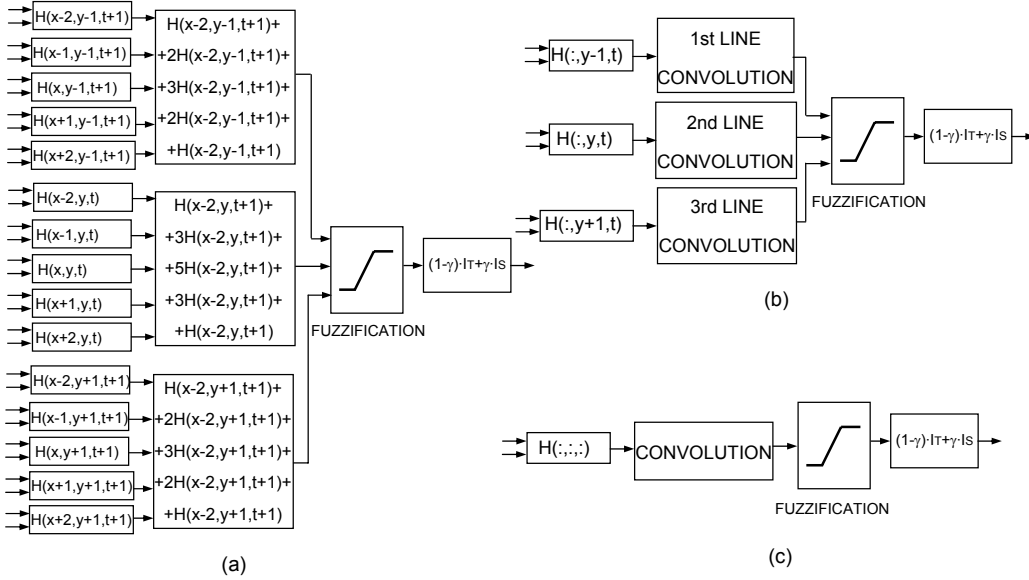 H(x-2,y-1,t+1)
H(x-1,y-1,t+1)
H(x,y-1,t+1)
H(x+1,y-1,t+1)
H(x+2,y-1,t+1)
H(x-2,y-1,t+1)+
+2H(x-2,y-1,t+1)+
+3H(x-2,y-1,t+1)+
+2H(x-2,y-1,t+1)+
+H(x-2,y-1,t+1)
H(x-2,y,t)
H(x-1,y,t)
H(x,y,t)
H(x+1,y,t)
H(x+2,y,t)
H(x-2,y,t+1)+
+3H(x-2,y,t+1)+
+5H(x-2,y,t+1)+
+3H(x-2,y,t+1)+
+H(x-2,y,t+1)
H(x-2,y+1,t+1)
H(x-1,y+1,t+1)
H(x,y+1,t+1)
H(x+1,y+1,t+1)
H(x+2,y+1,t+1)
H(x-2,y+1,t+1)+
+2H(x-2,y+1,t+1)+
+3H(x-2,y+1,t+1)+
+2H(x-2,y+1,t+1)+
+H(x-2,y+1,t+1)
FUZZIFICATION
(1-γ)·IT+γ·IS
(a)
H(:,y-1,t)
1st LINE
CONVOLUTION
H(:,y,t)
2nd LINE
CONVOLUTION
H(:,y+1,t)
3rd LINE
CONVOLUTION
FUZZIFICATION
(1-γ)·IT+γ·IS
(b)
H(:,:,:)
CONVOLUTION
FUZZIFICATION
(1-γ)·IT+γ·IS
(c)